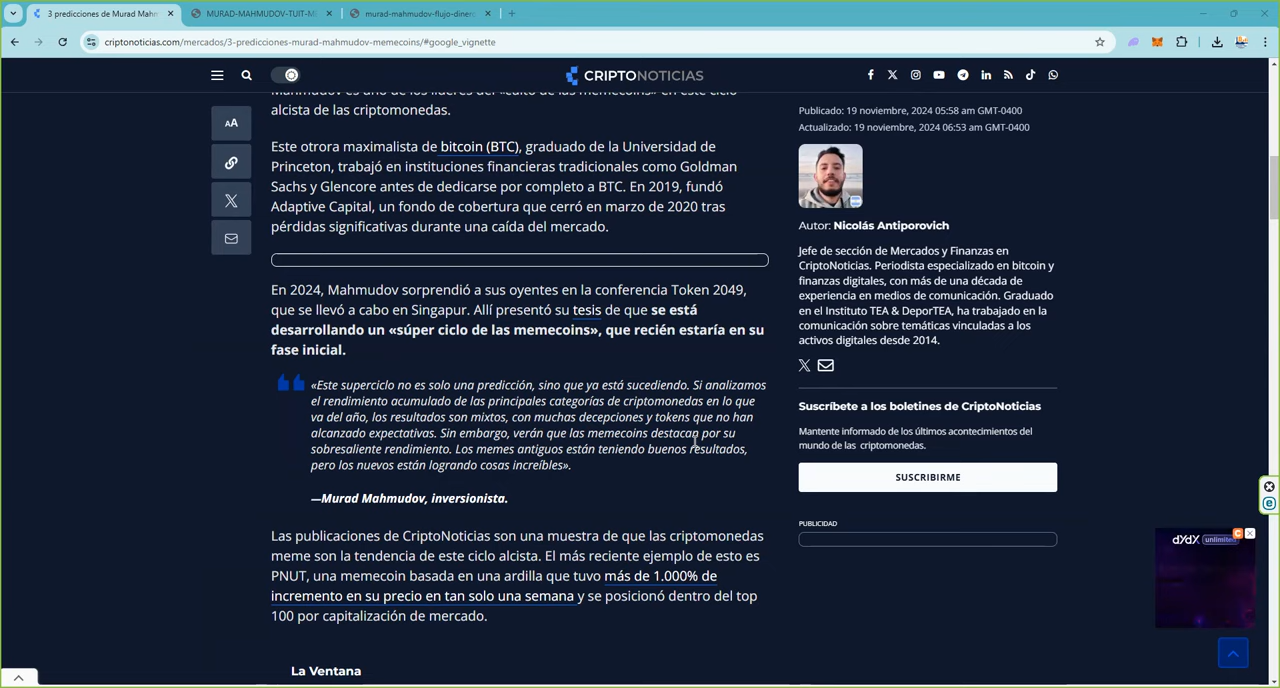 3 predicciones de Murad Mahm
MURAD-MAHMUDOV-TUIT-M
murad-mahmudov-flujo-diner
criptonoticias.com/mercados/3-predicciones-murad-mahmudov-memecoins/#google_vignette
CRIPTONOTICIAS
Mahmudov es uno de los líderes del «culto de las memecoins» en este ciclo
alcista de las criptomonedas.
AA
Este otrora maximalista de bitcoin (BTC), graduado de la Universidad de
Princeton, trabajó en instituciones financieras tradicionales como Goldman
Sachs y Glencore antes de dedicarse por completo a BTC. En 2019, fundó
Adaptive Capital, un fondo de cobertura que cerró en marzo de 2020 tras
pérdidas significativas durante una caída del mercado.
En 2024, Mahmudov sorprendió a sus oyentes en la conferencia Token 2049,
que se llevó a cabo en Singapur. Allí presentó su tesis de que se está
desarrollando un «súper ciclo de las memecoins», que recién estaría en su
fase inicial.
«Este superciclo no es solo una predicción, sino que ya está sucediendo. Si analizamos
el rendimiento acumulado de las principales categorías de criptomonedas en lo que
va del año, los resultados son mixtos, con muchas decepciones y tokens que no han
alcanzado expectativas. Sin embargo, verán que las memecoins destacan por su
sobresaliente rendimiento. Los memes antiguos están teniendo buenos resultados,
pero los nuevos están logrando cosas increíbles».
—Murad Mahmudov, inversionista.
Las publicaciones de CriptoNoticias son una muestra de que las criptomonedas
meme son la tendencia de este ciclo alcista. El más reciente ejemplo de esto es
PNUT, una memecoin basada en una ardilla que tuvo más de 1.000% de
incremento en su precio en tan solo una semana y se posicionó dentro del top
100 por capitalización de mercado.
La Ventana
Publicado: 19 noviembre, 2024 05:58 am GMT-0400
Actualizado: 19 noviembre, 2024 06:53 am GMT-0400
Autor: Nicolás Antiporovich
Jefe de sección de Mercados y Finanzas en
CriptoNoticias. Periodista especializado en bitcoin y
finanzas digitales, con más de una década de
experiencia en medios de comunicación. Graduado
en el Instituto TEA & DeporTEA, ha trabajado en la
comunicación sobre temáticas vinculadas a los
activos digitales desde 2014.
Suscríbete a los boletines de CriptoNoticias
Mantente informado de los últimos acontecimientos del
mundo de las criptomonedas.
SUSCRIBIRME
PUBLICIDAD
dYdX unlimited